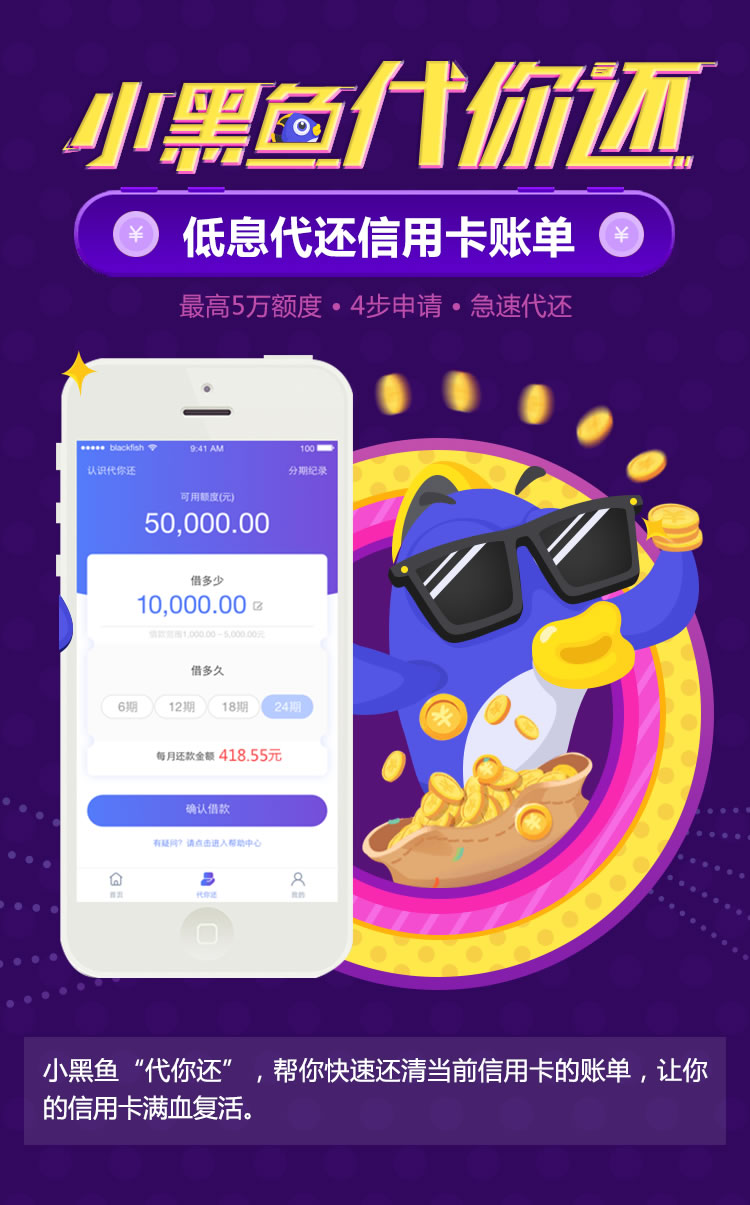 小黑鱼代你还
低息代还信用卡账单
最高5万额度 • 4步申请 • 急速代还
blackfish 9:41 AM 100
认识代你还 分期纪录
可用额度(元)
50,000.00
借多少
10,000.00
借款范围1,000.00 ~ 5,000.00元
借多久
6期 12期 18期 24期
每月还款金额 418.55元
确认借款
有疑问？请点击进入帮助中心
首页 代你还 我的
小黑鱼“代你还”，帮你快速还清当前信用卡的账单，让你
的信用卡满血复活。